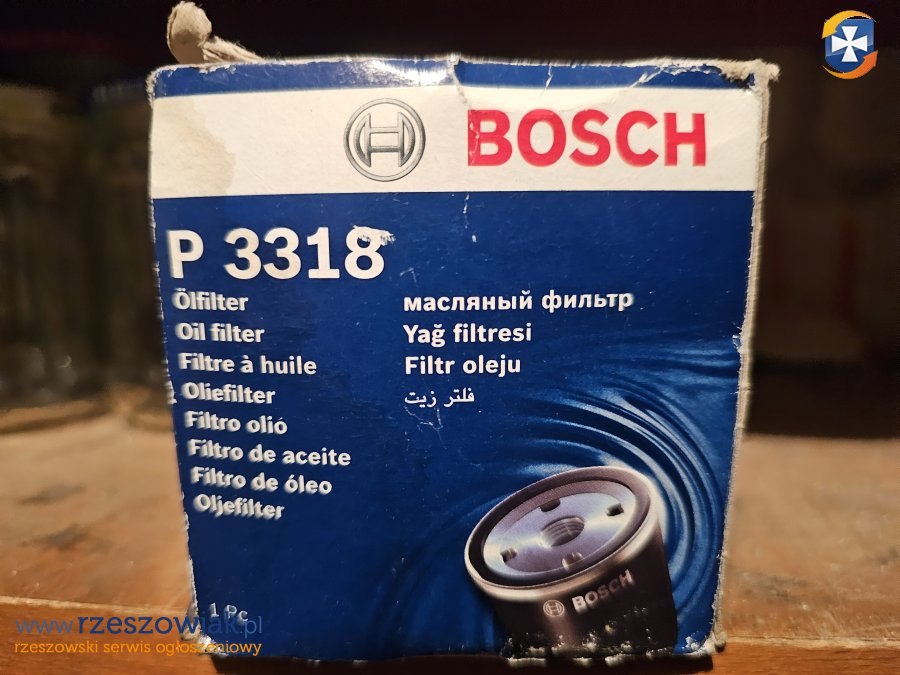 BOSCH
P 3318
Ölfilter
Oil filter
Filtre à huile
Oliefilter
Filtro olió
Filtro de aceite
Filtro de óleo
Oljefilter
масляный фильтр
Yağ filtresi
Filtr oleju
فلتر زيت
BOSCH
1 Pc
www.rzeszowiak.pl
rzeszowski serwis ogłoszeniowy